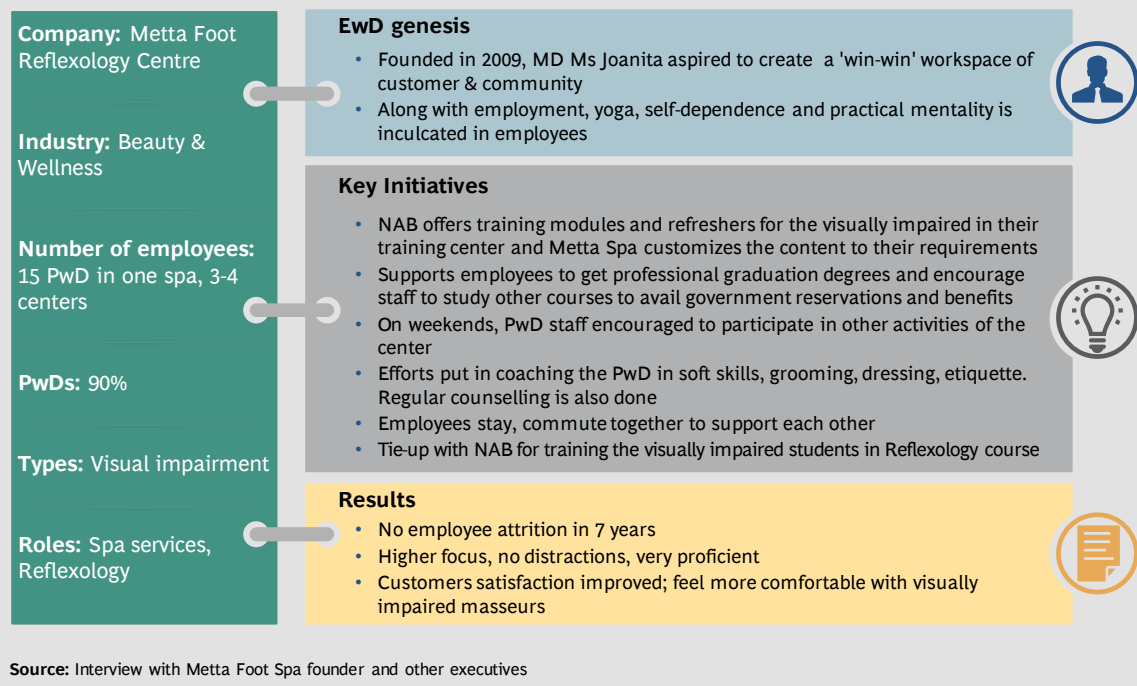 Company: Metta Foot
Reflexology Centre
Industry: Beauty &
Wellness
Number of employees:
15 PwD in one spa, 3-4
centers
PwDs: 90%
Types: Visual impairment
Roles: Spa services,
Reflexology
EwD genesis
• Founded in 2009, MD Ms Joanita aspired to create a 'win-win' workspace of
customer & community
• Along with employment, yoga, self-dependence and practical mentality is
inculcated in employees
Key Initiatives
• NAB offers training modules and refreshers for the visually impaired in their
training center and Metta Spa customizes the content to their requirements
• Supports employees to get professional graduation degrees and encourage
staff to study other courses to avail government reservations and benefits
• On weekends, PwD staff encouraged to participate in other activities of the
center
• Efforts put in coaching the PwD in soft skills, grooming, dressing, etiquette.
Regular counselling is also done
• Employees stay, commute together to support each other
• Tie-up with NAB for training the visually impaired students in Reflexology course
Results
• No employee attrition in 7 years
• Higher focus, no distractions, very proficient
• Customers satisfaction improved; feel more comfortable with visually
impaired masseurs
Source: Interview with Metta Foot Spa founder and other executives